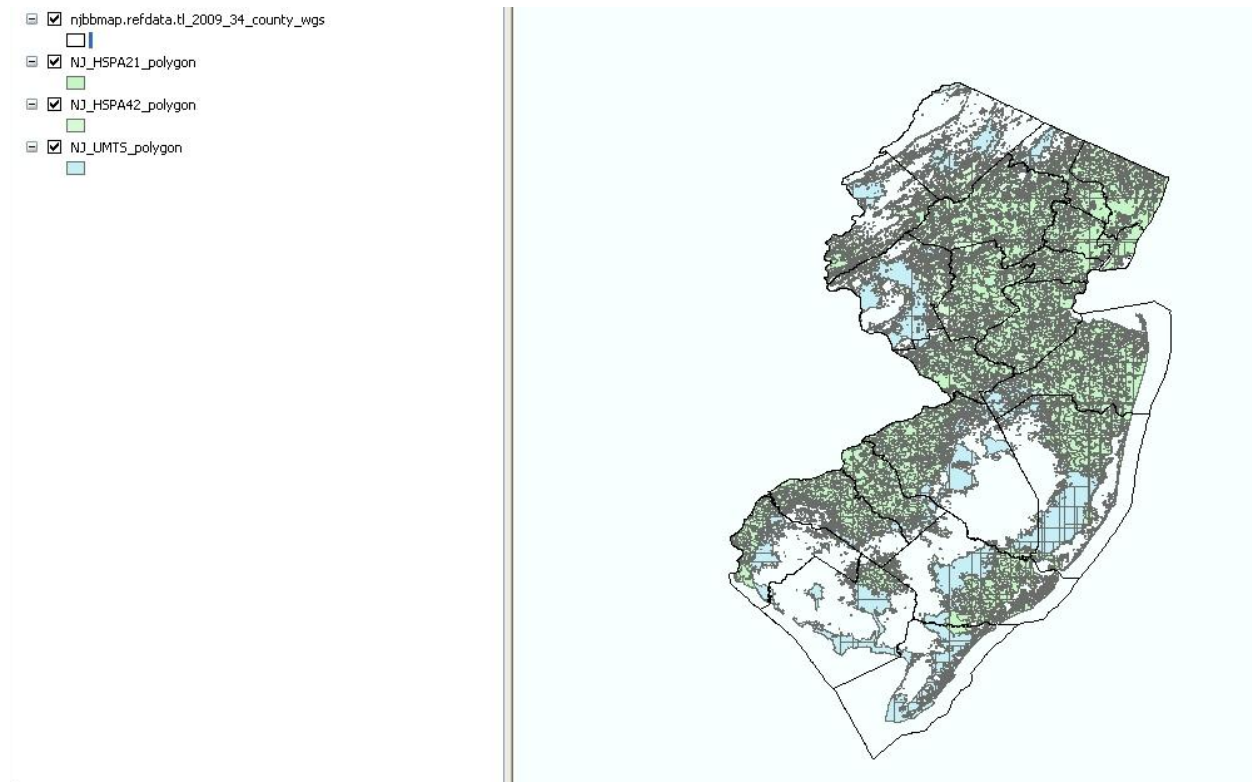 njbbmap.refdata.tl_2009_34_county_wgs
NJ_HSPA21_polygon
NJ_HSPA42_polygon
NJ_UMTS_polygon